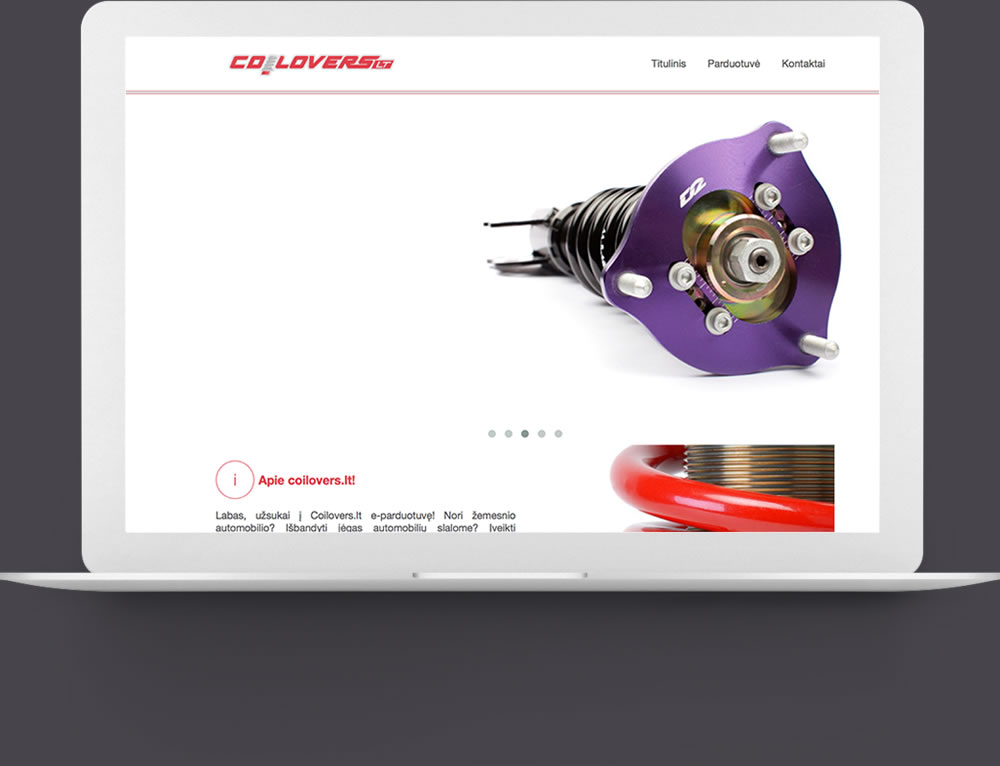 COILOVERS LT
Titulinis Parduotuvė Kontaktai
D2
i Apie coilovers.lt!
Labas, užsukai į Coilovers.lt e-parduotuvę! Nori žemesnio
automobilio? Išbandyti jėgas automobilių slalome? Įveikti